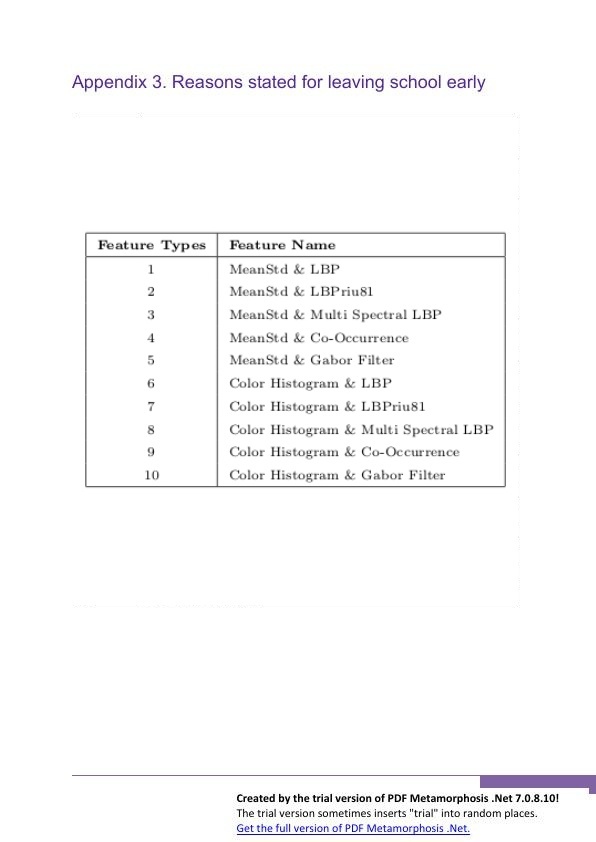 Appendix 3. Reasons stated for leaving school early
Feature Types Feature Name
1 MeanStd & LBP
2 MeanStd & LBPriu81
3 MeanStd & Multi Spectral LBP
4 MeanStd & Co-Occurrence
5 MeanStd & Gabor Filter
6 Color Histogram & LBP
7 Color Histogram & LBPriu81
8 Color Histogram & Multi Spectral LBP
9 Color Histogram & Co-Occurrence
10 Color Histogram & Gabor Filter
Created by the trial version of PDF Metamorphosis .Net 7.0.8.10!
The trial version sometimes inserts "trial" into random places.
Get the full version of PDF Metamorphosis .Net.